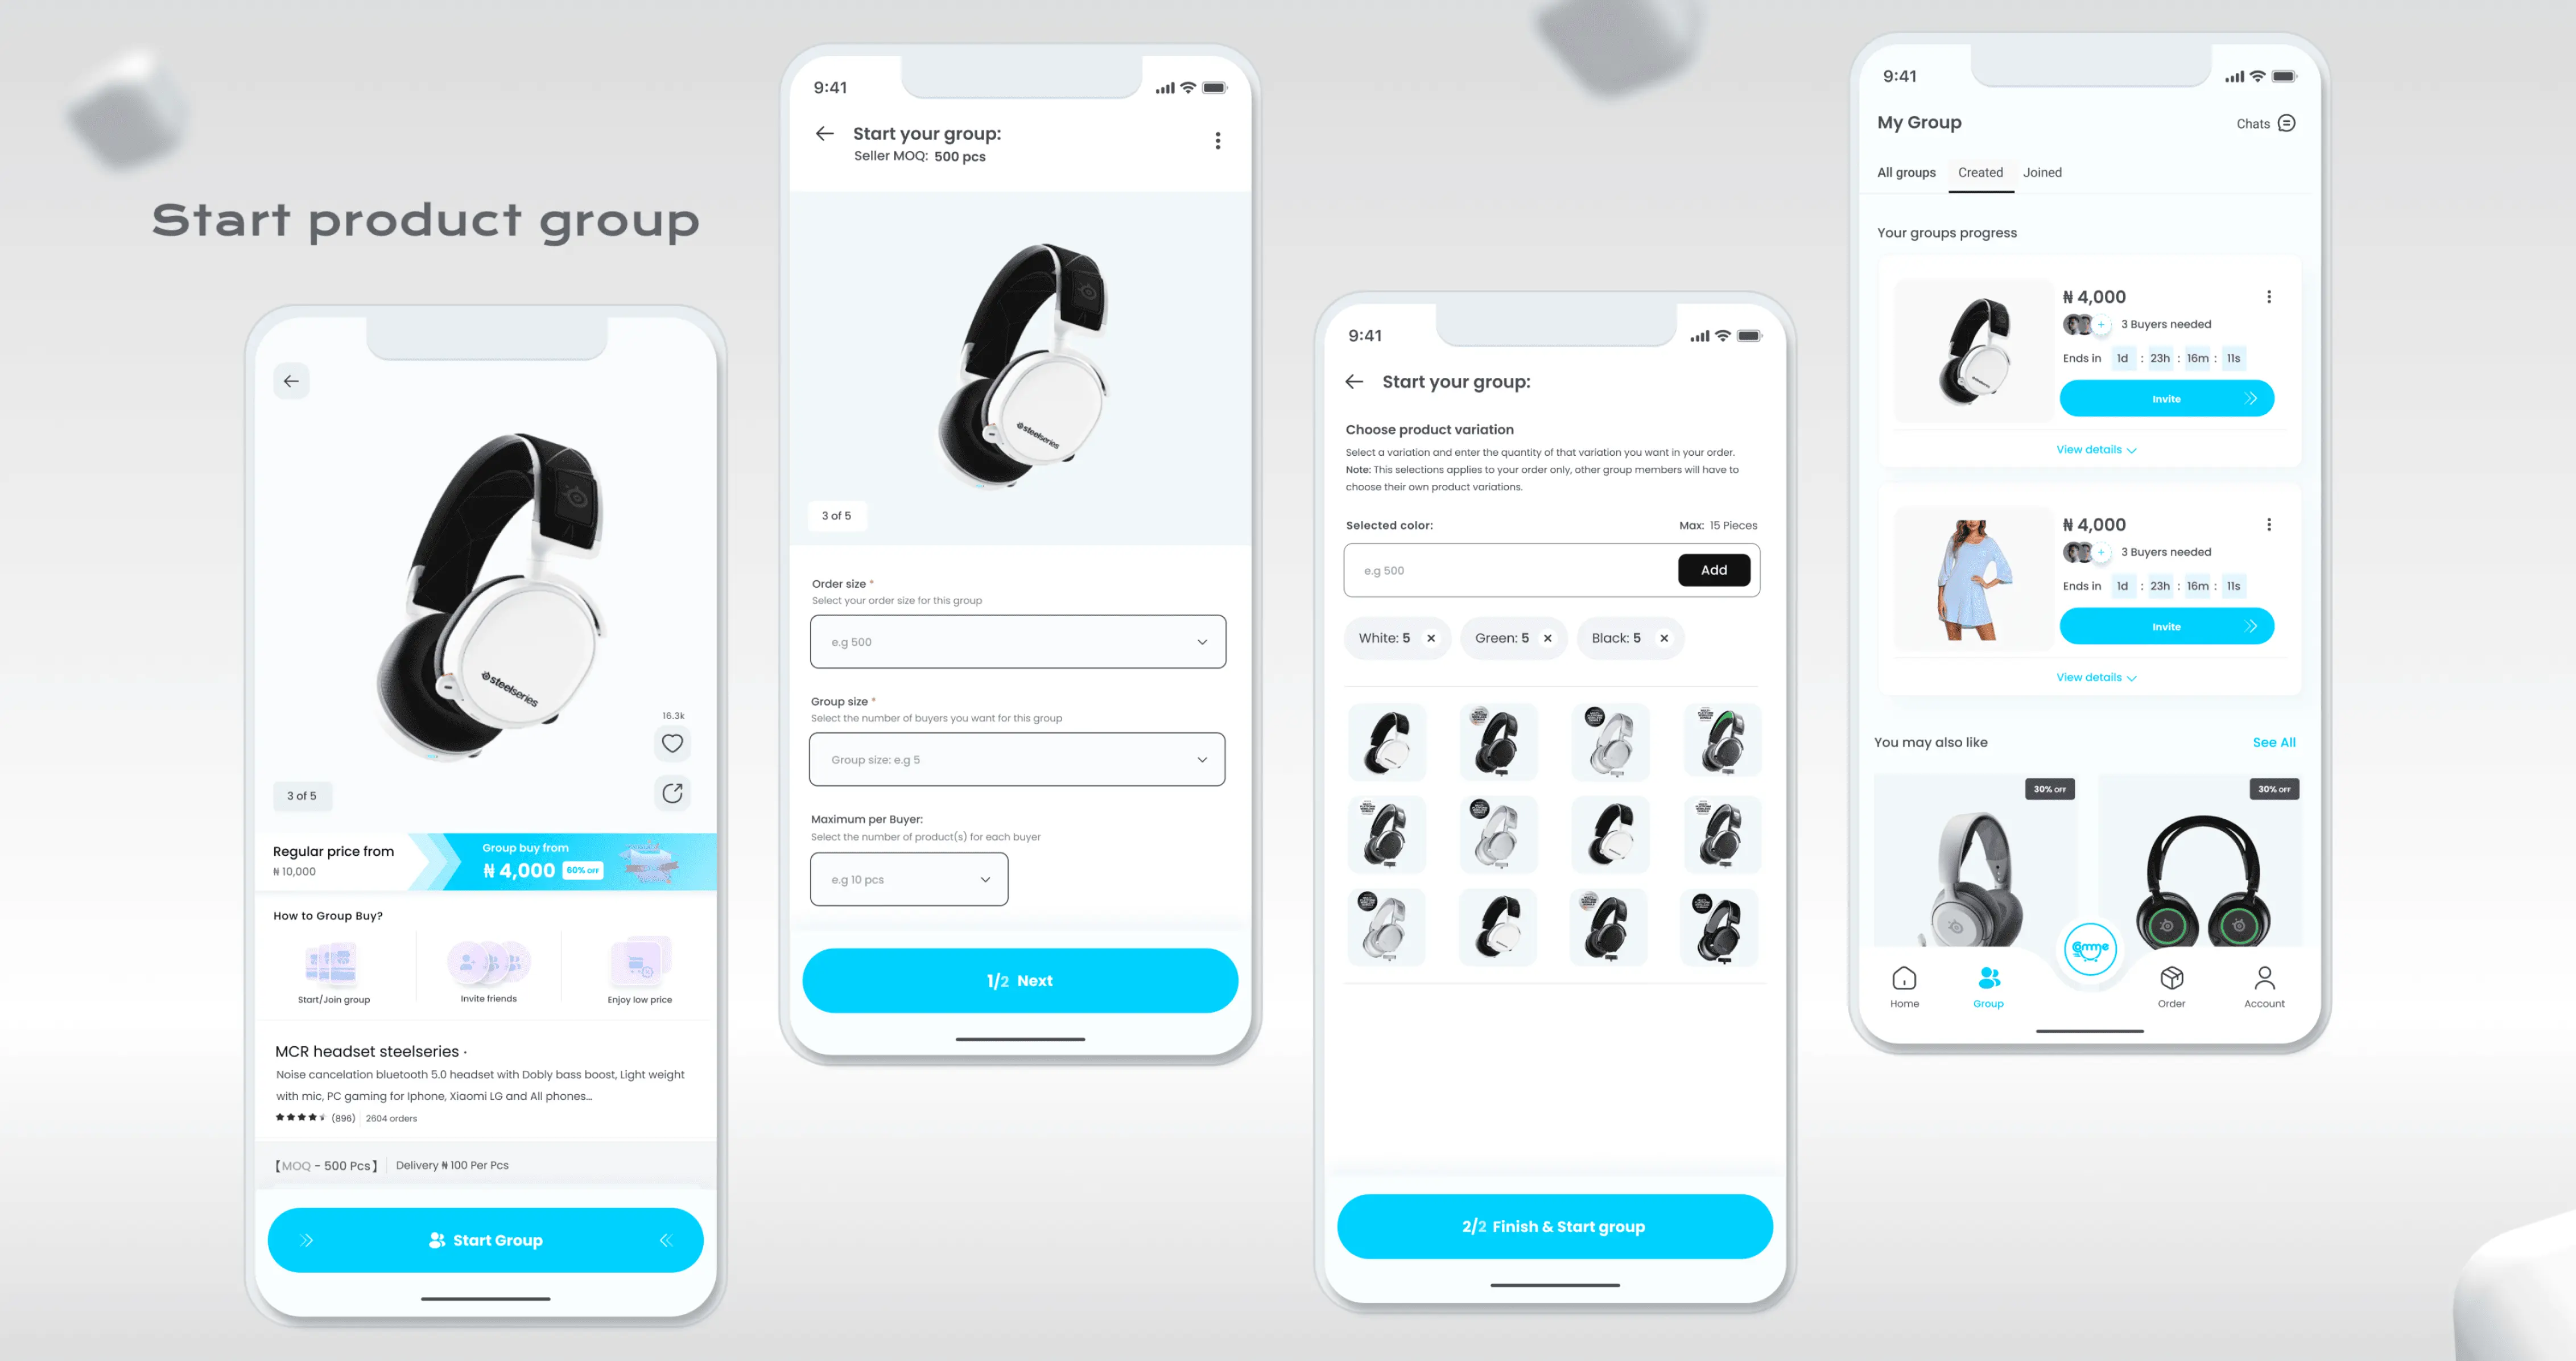 Start product group
steelseries
16.3k
3 of 5
Regular price from
₦ 10,000
Group buy from
₦ 4,000 60% OFF
How to Group Buy?
Start/Join group
Invite friends
Enjoy low price
MCR headset steelseries ·
Noise cancelation bluetooth 5.0 headset with Dobly bass boost, Light weight
with mic, PC gaming for Iphone, Xiaomi LG and All phones...
(896) 2604 orders
【MOQ - 500 Pcs】 Delivery ₦ 100 Per Pcs
Start Group
9:41
Start your group:
Seller MOQ: 500 pcs
steelseries
3 of 5
Order size *
Select your order size for this group
e.g 500
Group size *
Select the number of buyers you want for this group
Group size: e.g 5
Maximum per Buyer:
Select the number of product(s) for each buyer
e.g 10 pcs
1/2 Next
9:41
Start your group:
Choose product variation
Select a variation and enter the quantity of that variation you want in your order.
Note: This selections applies to your order only, other group members will have to
choose their own product variations.
Selected color: Max: 15 Pieces
e.g 500 Add
White: 5 × Green: 5 × Black: 5 ×
2/2 Finish & Start group
9:41
My Group Chats
All groups Created Joined
Your groups progress
₦ 4,000
3 Buyers needed
Ends in 1d : 23h : 16m : 11s
Invite
View details
₦ 4,000
3 Buyers needed
Ends in 1d : 23h : 16m : 11s
Invite
View details
You may also like See All
30% OFF 30% OFF
Home Group Order Account